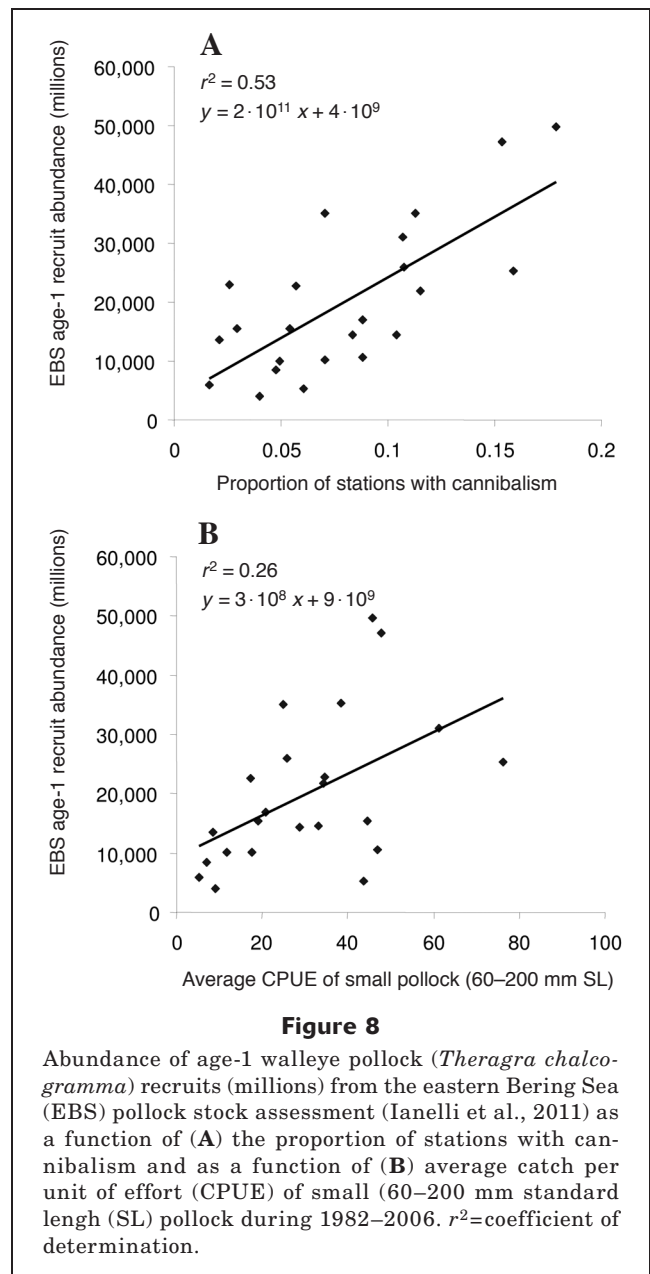 A
r² = 0.53
y = 2·10¹¹ x + 4·10⁹
EBS age-1 recruit abundance (millions)
60,000
50,000
40,000
30,000
20,000
10,000
0
0 0.05 0.1 0.15 0.2
Proportion of stations with cannibalism
B
r² = 0.26
y = 3·10⁸ x + 9·10⁹
EBS age-1 recruit abundance (millions)
60,000
50,000
40,000
30,000
20,000
10,000
0
0 20 40 60 80 100
Average CPUE of small pollock (60–200 mm SL)
Figure 8
Abundance of age-1 walleye pollock (Theragra chalco-
gramma) recruits (millions) from the eastern Bering Sea
(EBS) pollock stock assessment (Ianelli et al., 2011) as
a function of (A) the proportion of stations with can-
nibalism and as a function of (B) average catch per
unit of effort (CPUE) of small (60–200 mm standard
lengh (SL) pollock during 1982–2006. r²=coefficient of
determination.